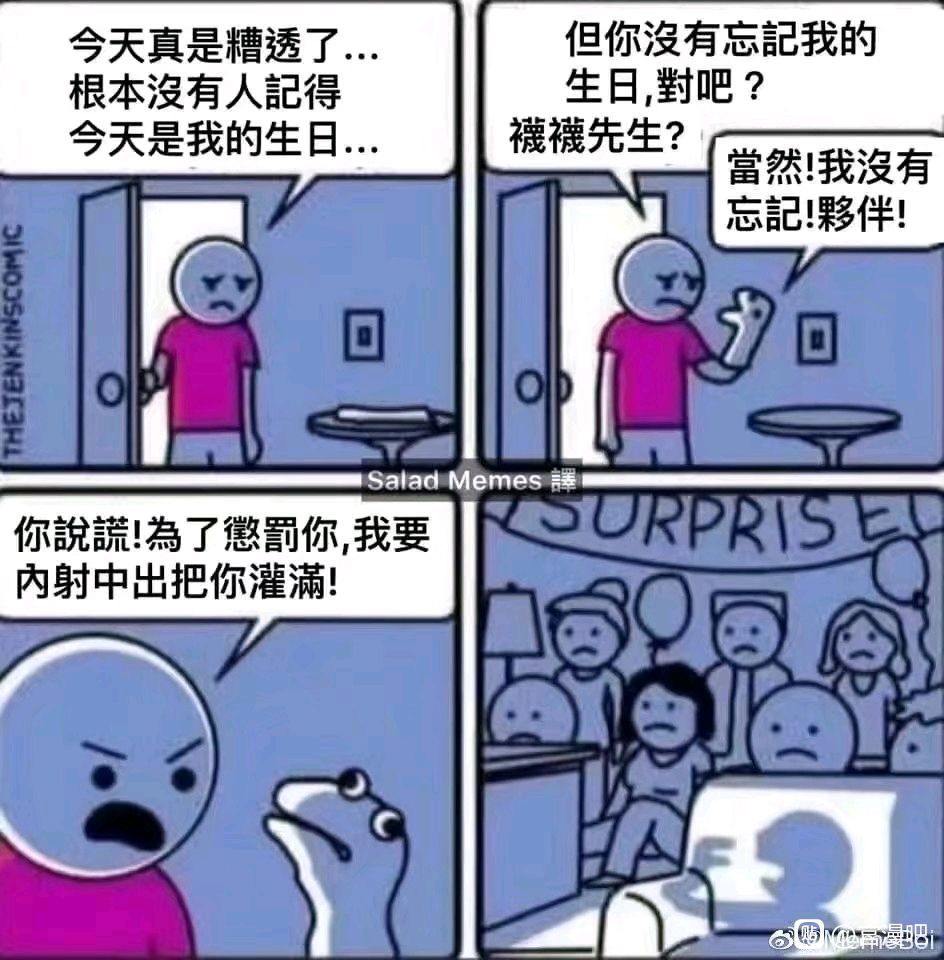 今天真是糟透了...
根本沒有人記得
今天是我的生日...
但你沒有忘記我的
生日,對吧？
襪襪先生?
當然!我沒有
忘記!夥伴!
THEJENKINSCOMIC
Salad Memes 譯
你說謊!為了懲罰你,我要
內射中出把你灌滿!
SURPRISE